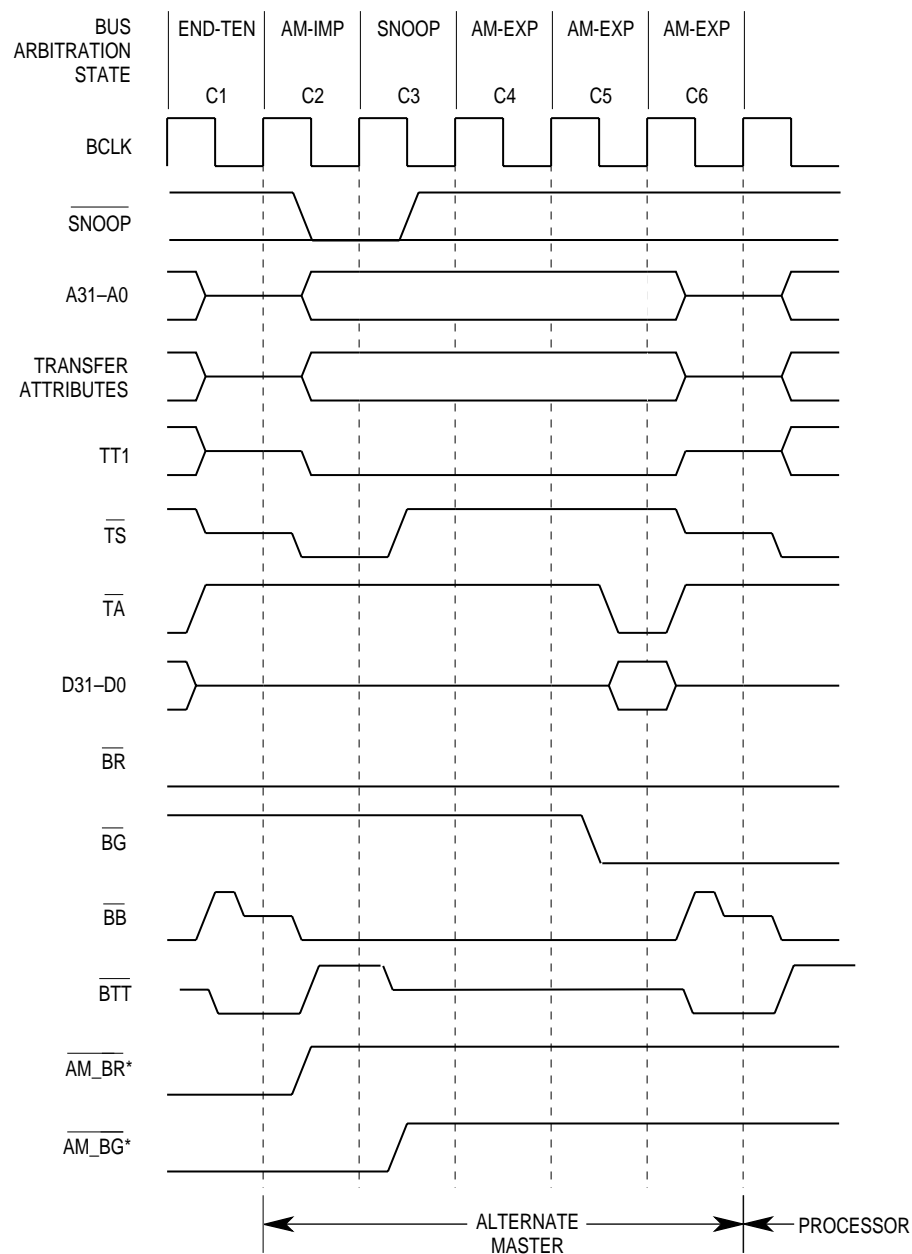 BUS
ARBITRATION
STATE
END-TEN AM-IMP SNOOP AM-EXP AM-EXP AM-EXP
C1 C2 C3 C4 C5 C6
BCLK
SNOOP
A31–A0
TRANSFER
ATTRIBUTES
TT1
TS
TA
D31–D0
BR
BG
BB
BTT
AM_BR*
AM_BG*
ALTERNATE
MASTER
PROCESSOR